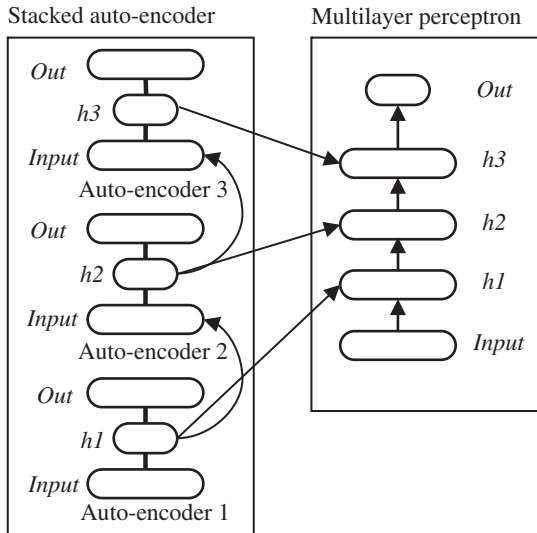 Stacked auto-encoder
Out
h3
Input
Auto-encoder 3
Out
h2
Input
Auto-encoder 2
Out
h1
Input
Auto-encoder 1
Multilayer perceptron
Out
h3
h2
h1
Input